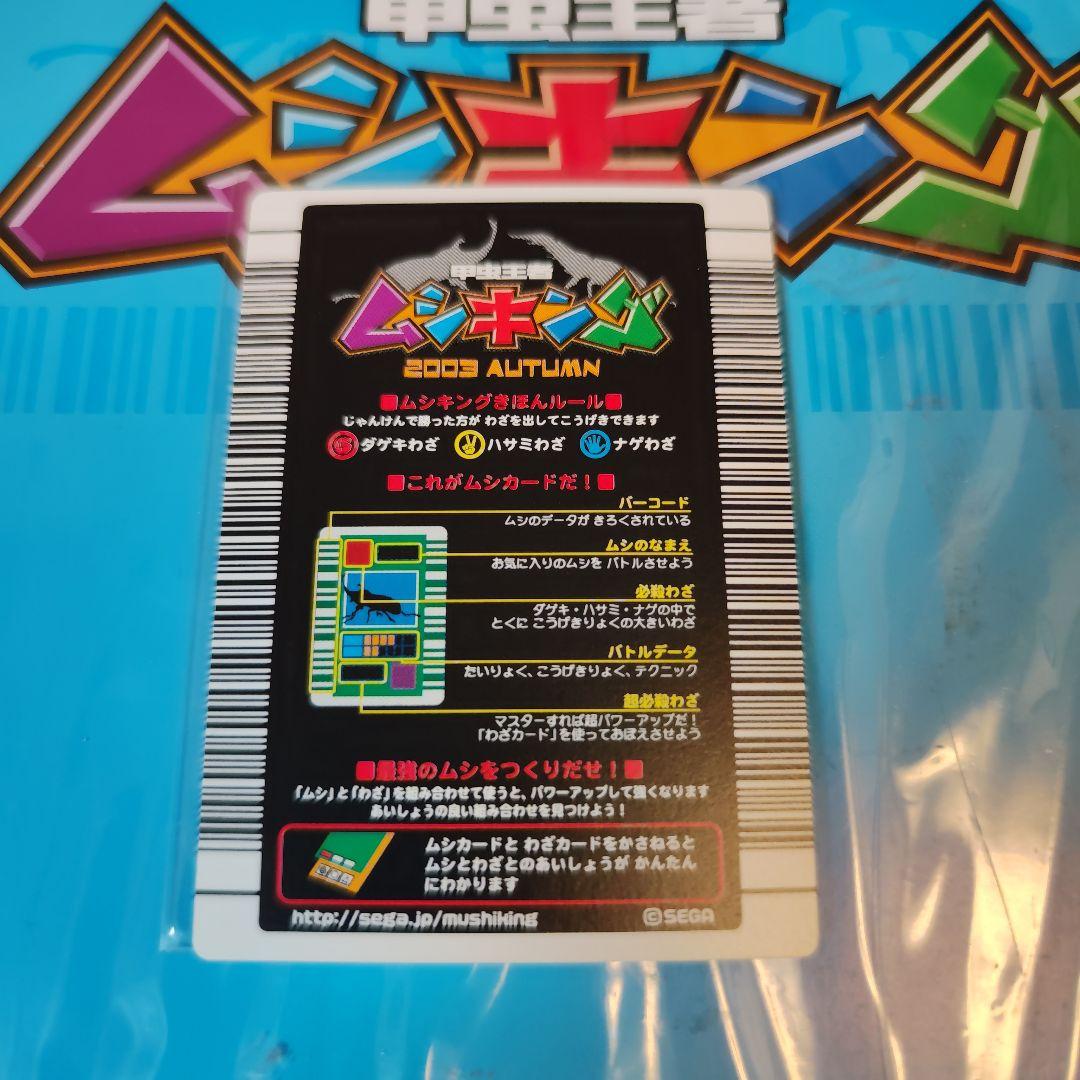 甲虫王者
ムシキング
甲虫王者
ムシキング
2003 AUTUMN
■ムシキングきほんルール■
じゃんけんで勝った方が わざを出してこうげきできます
ダゲキわざ ハサミわざ ナゲわざ
■これがムシカードだ！■
バーコード
ムシのデータが きろくされている
ムシのなまえ
お気に入りのムシを バトルさせよう
必殺わざ
ダゲキ・ハサミ・ナゲの中で
とくに こうげきりょくの大きいわざ
バトルデータ
たいりょく、こうげきりょく、テクニック
超必殺わざ
マスターすれば超パワーアップだ！
「わざカード」を使っておぼえさせよう
■最強のムシをつくりだせ！■
「ムシ」と「わざ」を組み合わせて使うと、パワーアップして強くなります
あいしょうの良い組み合わせを見つけよう！
ムシカードと わざカードをかさねると
ムシとわざとのあいしょうが かんたん
にわかります
http://sega.jp/mushiking
©SEGA